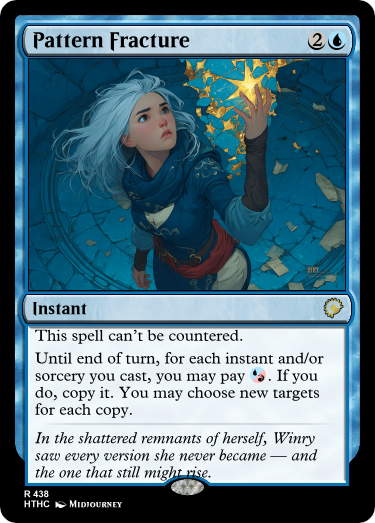 Pattern Fracture 2
Instant
This spell can't be countered.
Until end of turn, for each instant and/or
sorcery you cast, you may pay . If you
do, copy it. You may choose new targets
for each copy.
In the shattered remnants of herself, Winry
saw every version she never became — and
the one that still might rise.
R 438
HTHC Midjourney